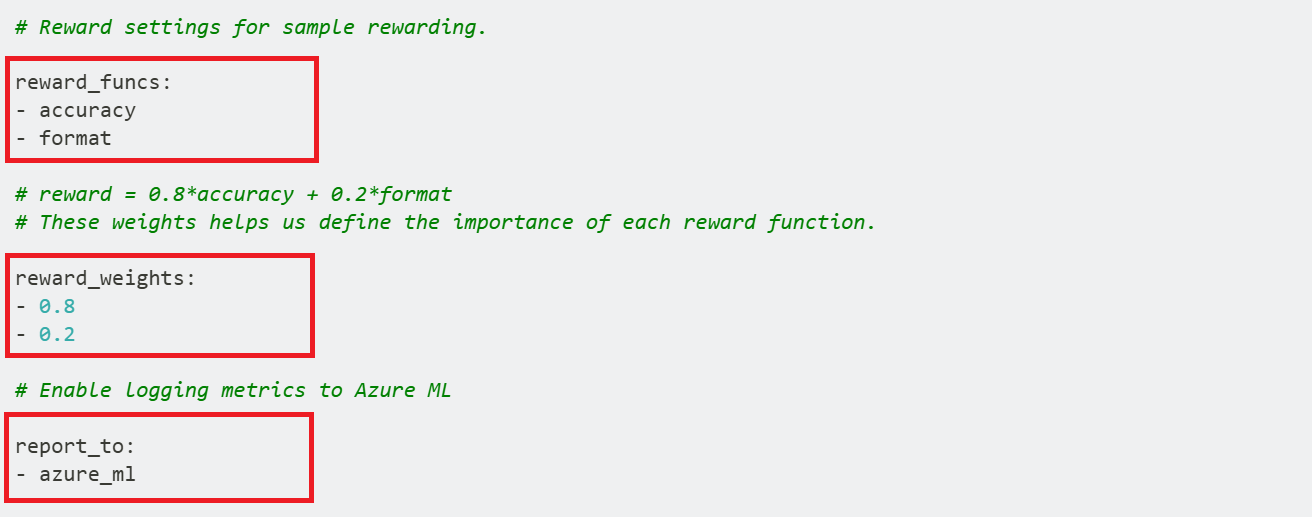 # Reward settings for sample rewarding.
reward_funcs:
- accuracy
- format
# reward = 0.8*accuracy + 0.2*format
# These weights helps us define the importance of each reward function.
reward_weights:
- 0.8
- 0.2
# Enable logging metrics to Azure ML
report_to:
- azure_ml